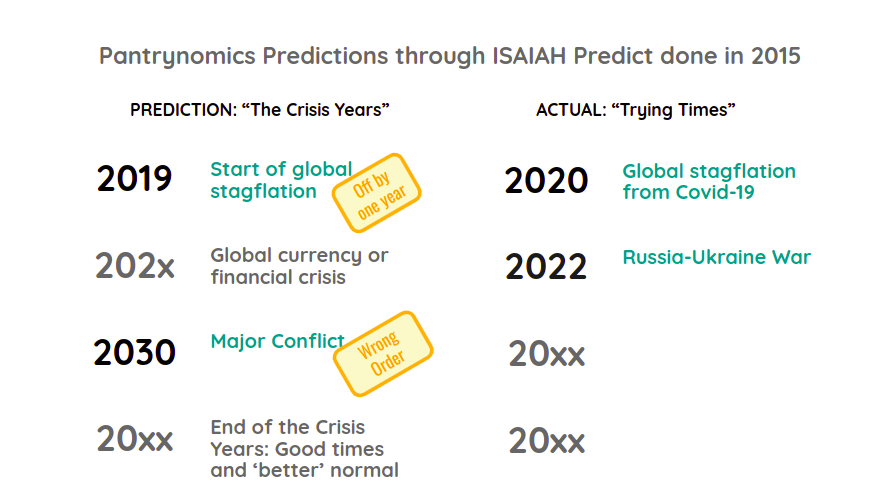 Pantrynomics Predictions through ISAIAH Predict done in 2015
PREDICTION: “The Crisis Years”
ACTUAL: “Trying Times”
2019
Start of global
stagflation
Off by
one year
2020
Global stagflation
from Covid-19
202x
Global currency or
financial crisis
2022
Russia-Ukraine War
2030
Major Conflict
Wrong
Order
20xx
20xx
End of the Crisis
Years: Good times
and ‘better’ normal
20xx